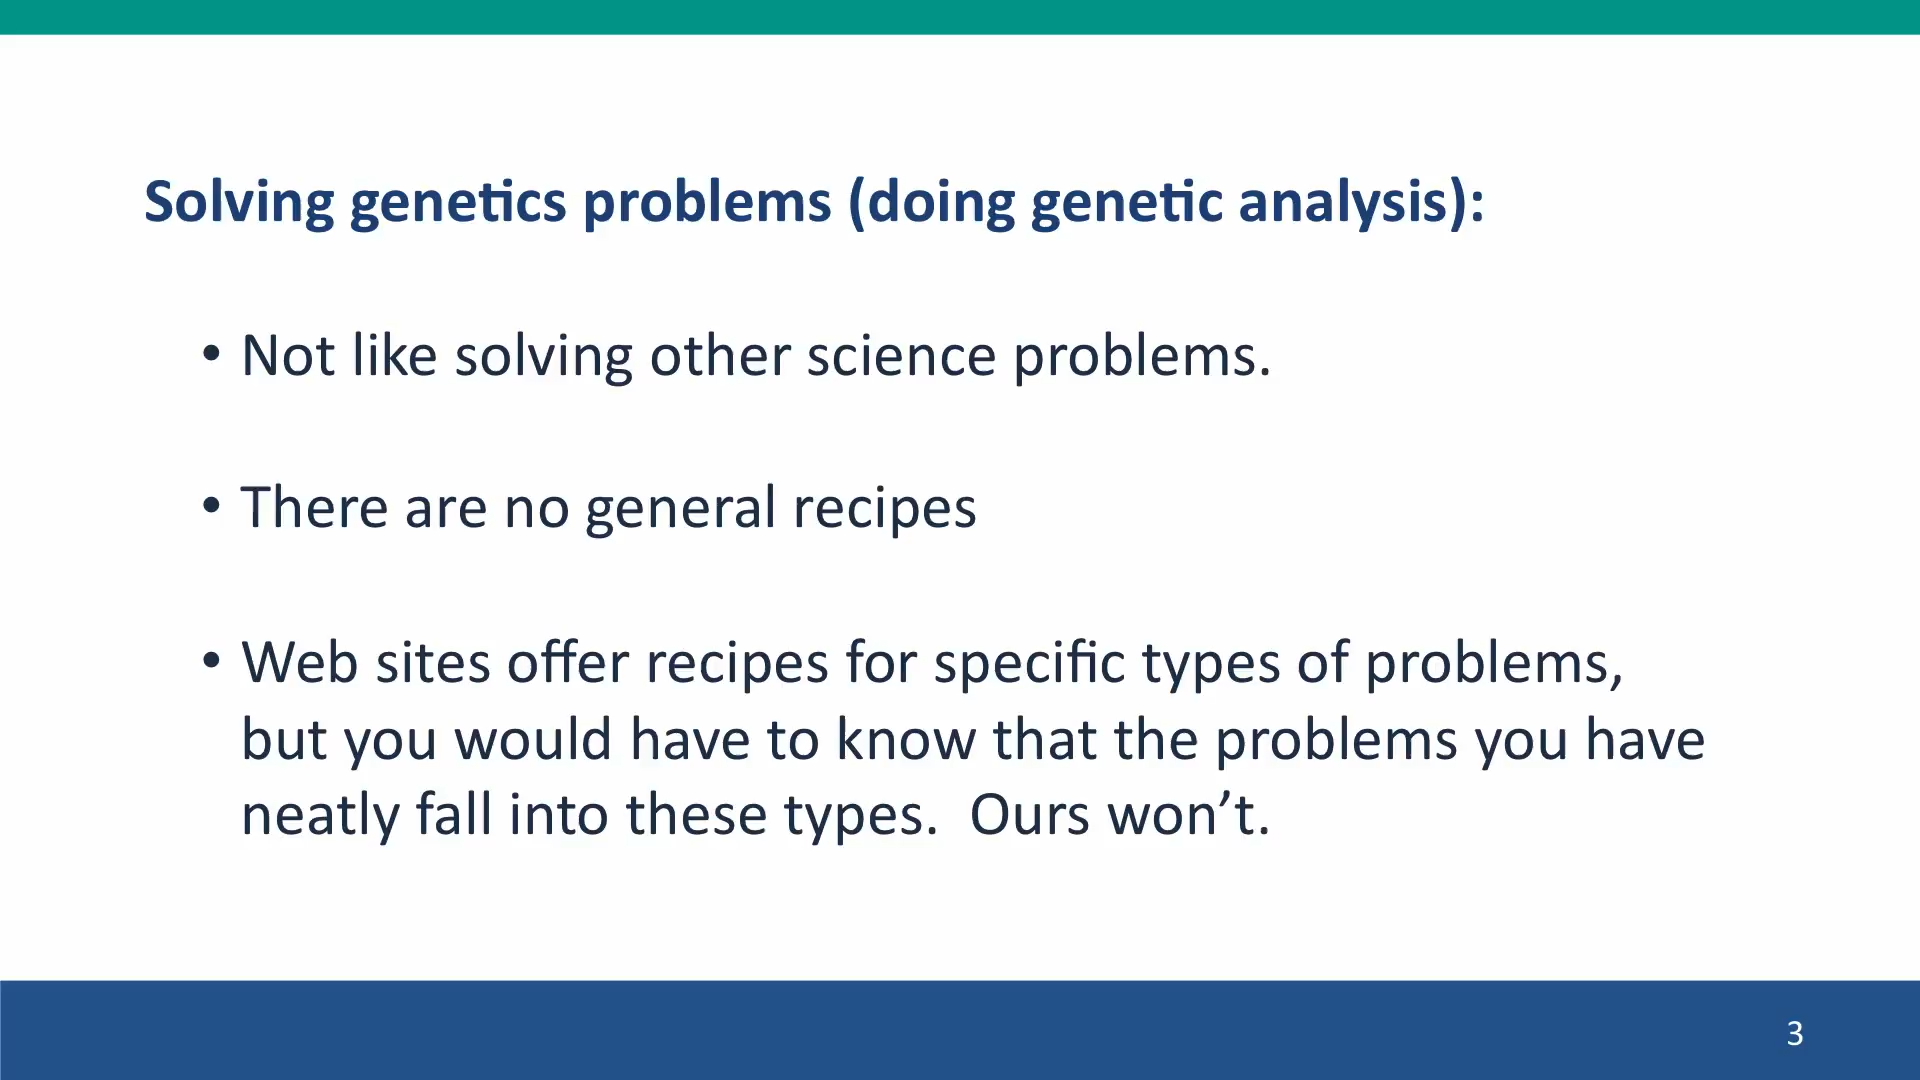 Solving genetics problems (doing genetic analysis):
• Not like solving other science problems.
• There are no general recipes
• Web sites offer recipes for specific types of problems,
but you would have to know that the problems you have
neatly fall into these types.  Ours won’t.
3